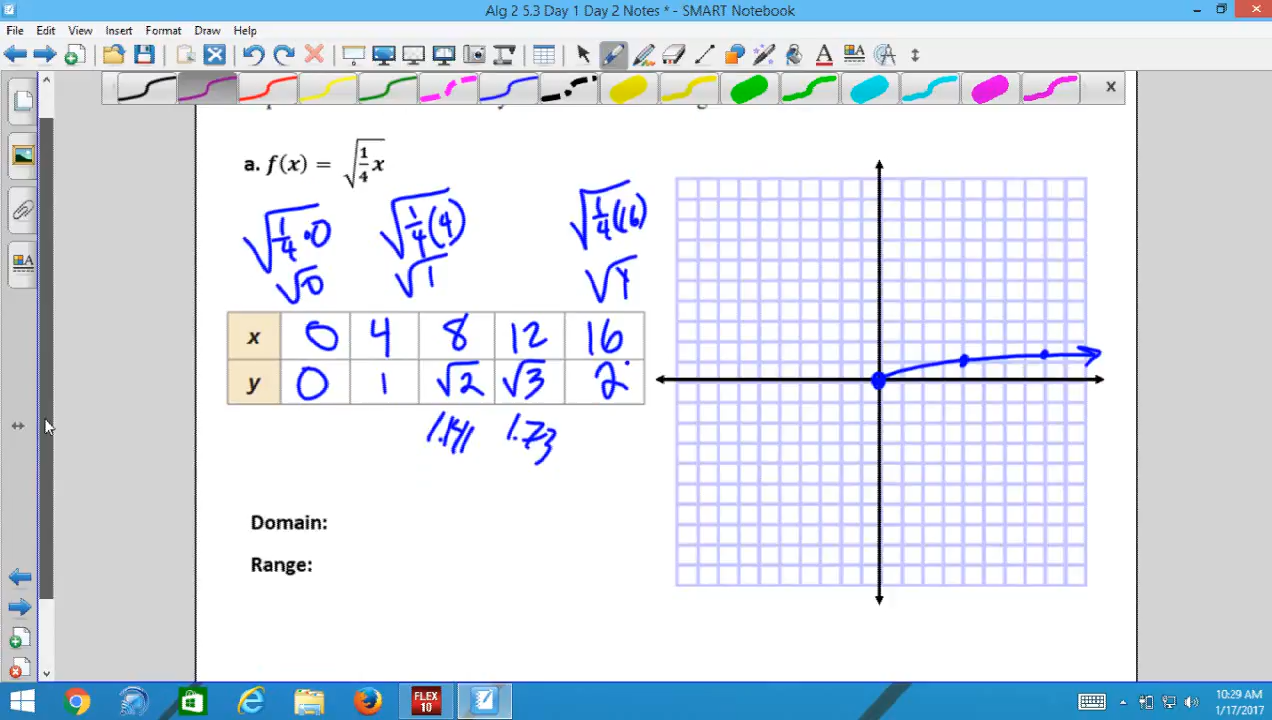 Alg 2 5.3 Day 1 Day 2 Notes * - SMART Notebook
File Edit View Insert Format Draw Help
a. f(x) = √(1/4 x)
√(1/4 · 0) √(1/4 (4)) √(1/4 (16))
√0 √1 √4
x 0 4 8 12 16
y 0 1 √2 √3 2
1.141 1.73
Domain:
Range:
FLEX
10
10:29 AM
1/17/2017